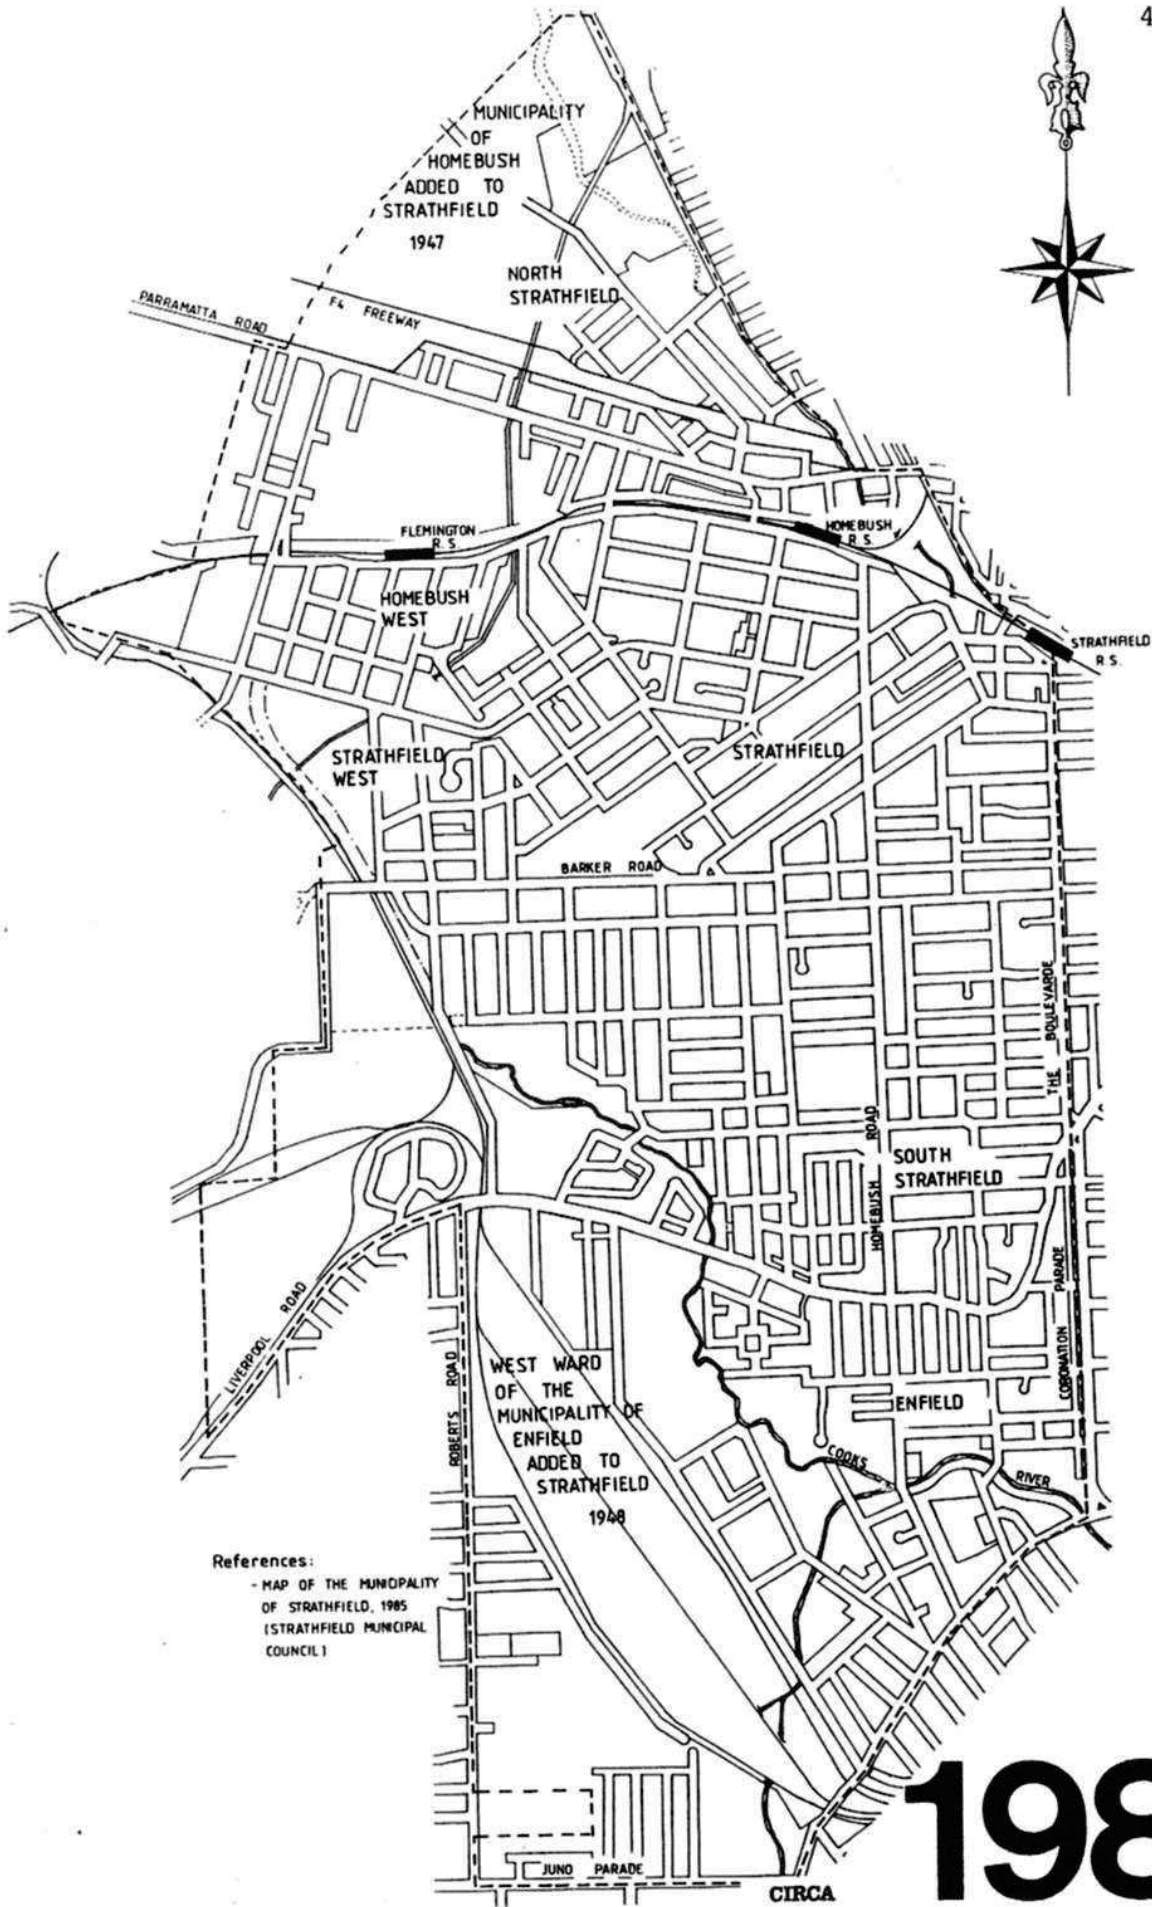 4
MUNICIPALITY
OF
HOMEBUSH
ADDED TO
STRATHFIELD
1947
NORTH
STRATHFIELD
PARRAMATTA ROAD
F4 FREEWAY
FLEMINGTON
R.S.
HOMEBUSH
R.S.
HOMEBUSH
WEST
STRATHFIELD
R.S.
STRATHFIELD
WEST
STRATHFIELD
BARKER ROAD
THE BOULEVARDE
HOMEBUSH ROAD
SOUTH
STRATHFIELD
CORONATION PARADE
LIVERPOOL ROAD
ROBERTS ROAD
WEST WARD
OF THE
MUNICIPALITY OF
ENFIELD
ADDED TO
STRATHFIELD
1948
ENFIELD
COOKS RIVER
References:
- MAP OF THE MUNICIPALITY
OF STRATHFIELD, 1985
(STRATHFIELD MUNICIPAL
COUNCIL)
JUNO PARADE
CIRCA
198